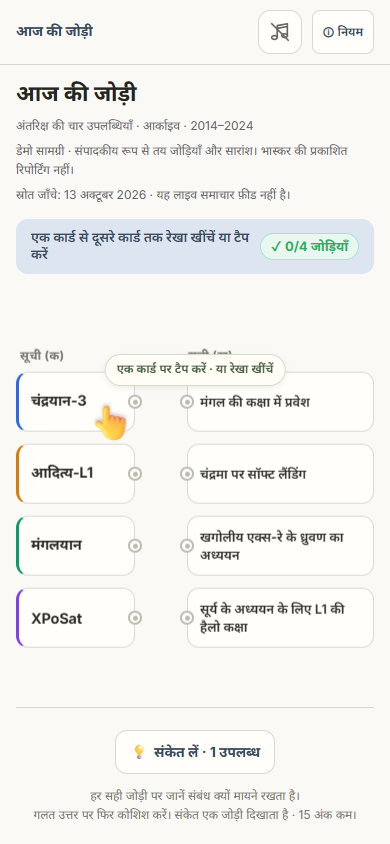 आज की जोड़ी
नियम
आज की जोड़ी
अंतरिक्ष की चार उपलब्धियाँ · आर्काइव · 2014–2024
डेमो सामग्री · संपादकीय रूप से तय जोड़ियाँ और सारांश। भास्कर की प्रकाशित
रिपोर्टिंग नहीं।
स्रोत जाँचे: 13 अक्टूबर 2026 · यह लाइव समाचार फ़ीड नहीं है।
एक कार्ड से दूसरे कार्ड तक रेखा खींचें या टैप
करें
✓ 0/4 जोड़ियाँ
सूची (क)
एक कार्ड पर टैप करें · या रेखा खींचें
चंद्रयान-3
मंगल की कक्षा में प्रवेश
आदित्य-L1
चंद्रमा पर सॉफ्ट लैंडिंग
मंगलयान
खगोलीय एक्स-रे के ध्रुवण का
अध्ययन
XPoSat
सूर्य के अध्ययन के लिए L1 की
हैलो कक्षा
संकेत लें · 1 उपलब्ध
हर सही जोड़ी पर जानें संबंध क्यों मायने रखता है।
गलत उत्तर पर फिर कोशिश करें। संकेत एक जोड़ी दिखाता है · 15 अंक कम।